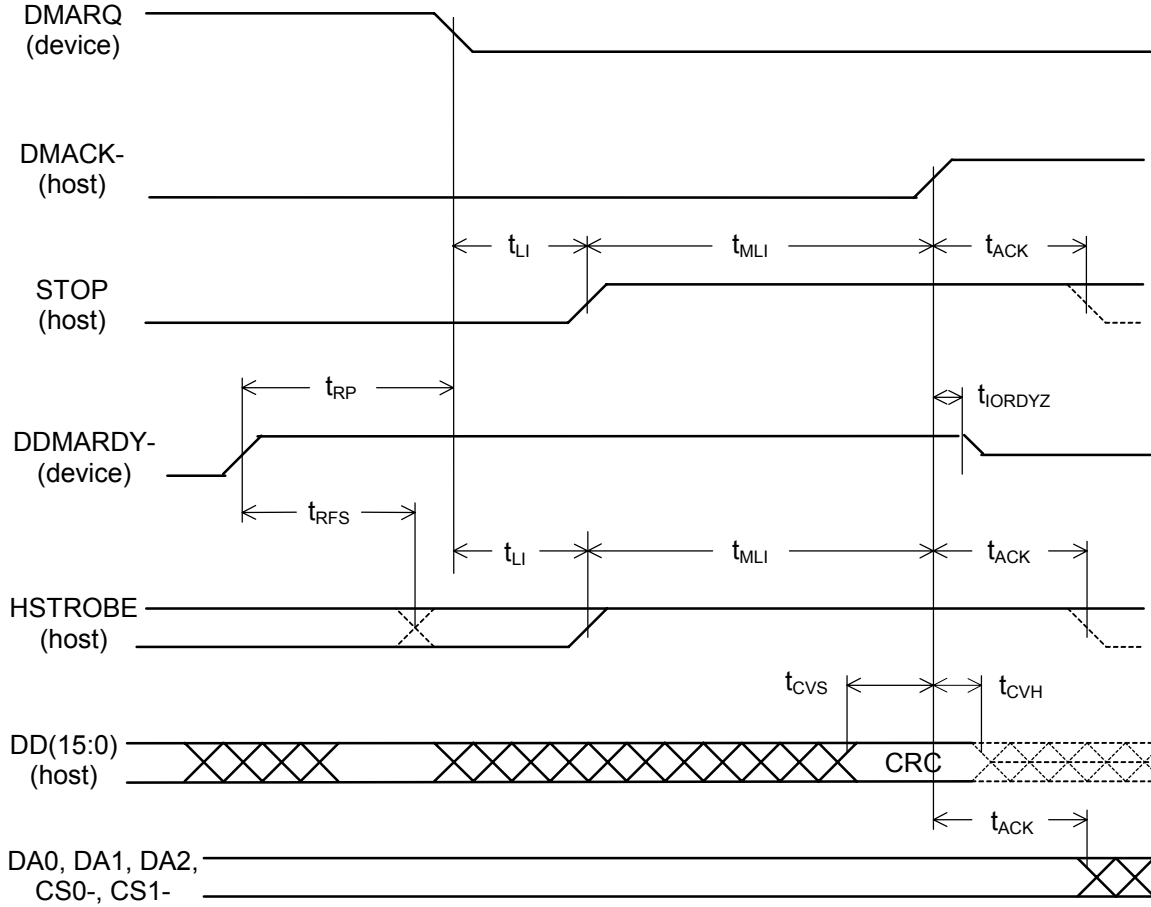 DMARQ
(device)
DMACK-
(host)
tLI
tMLI
tACK
STOP
(host)
tRP
tIORDYZ
DDMARDY-
(device)
tRFS
tLI
tMLI
tACK
HSTROBE
(host)
tCVS
tCVH
DD(15:0)
(host)
CRC
tACK
DA0, DA1, DA2,
CS0-, CS1-